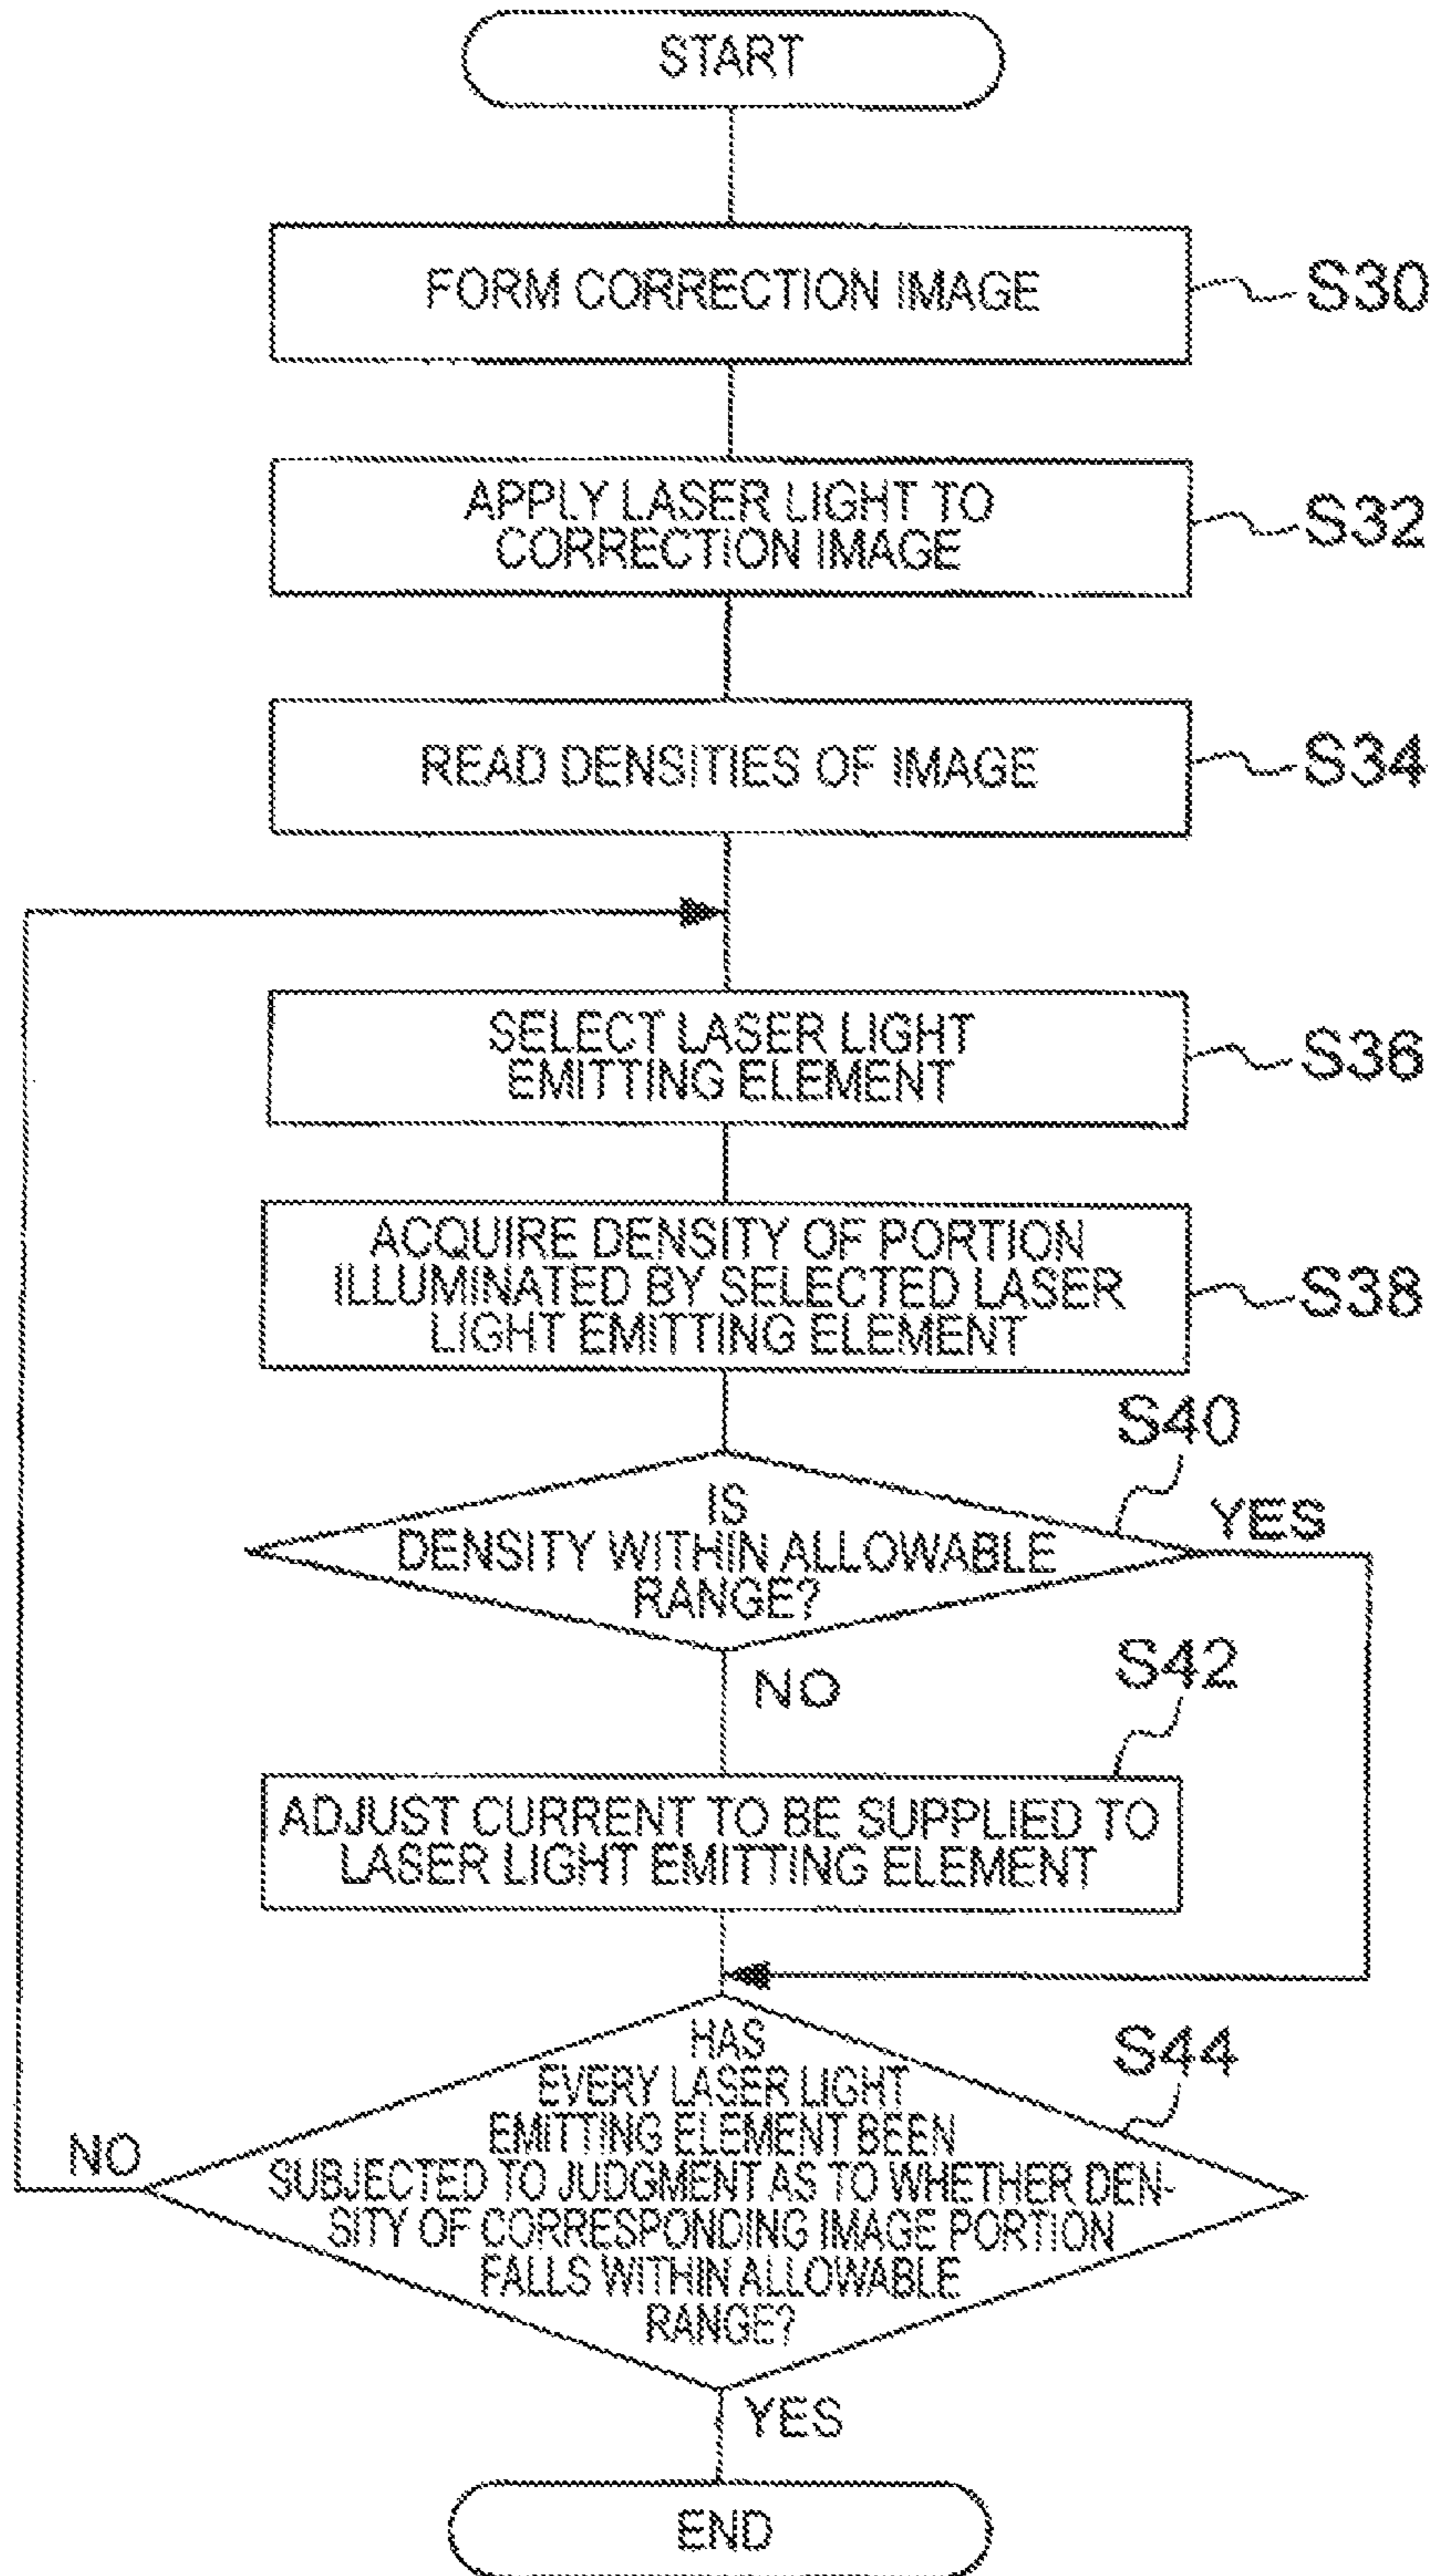 START
FORM CORRECTION IMAGE
S30
APPLY LASER LIGHT TO
CORRECTION IMAGE
S32
READ DENSITIES OF IMAGE
S34
SELECT LASER LIGHT
EMITTING ELEMENT
S36
ACQUIRE DENSITY OF PORTION
ILLUMINATED BY SELECTED LASER
LIGHT EMITTING ELEMENT
S38
S40
IS
DENSITY WITHIN ALLOWABLE
RANGE?
YES
NO
S42
ADJUST CURRENT TO BE SUPPLIED TO
LASER LIGHT EMITTING ELEMENT
S44
HAS
EVERY LASER LIGHT
EMITTING ELEMENT BEEN
SUBJECTED TO JUDGMENT AS TO WHETHER DEN-
SITY OF CORRESPONDING IMAGE PORTION
FALLS WITHIN ALLOWABLE
RANGE?
NO
YES
END